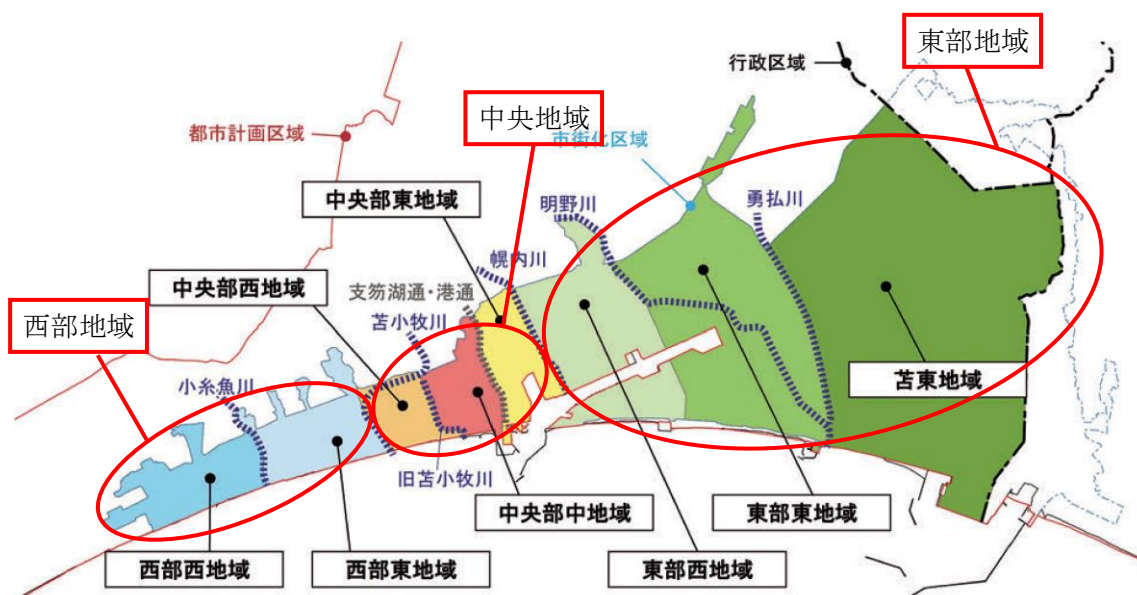 東部地域
行政区域
中央地域
都市計画区域
市街化区域
中央部東地域
明野川
勇払川
幌内川
中央部西地域
支笏湖通・港通
西部地域
苫小牧川
小糸魚川
苫東地域
旧苫小牧川
中央部中地域
東部東地域
西部西地域
西部東地域
東部西地域